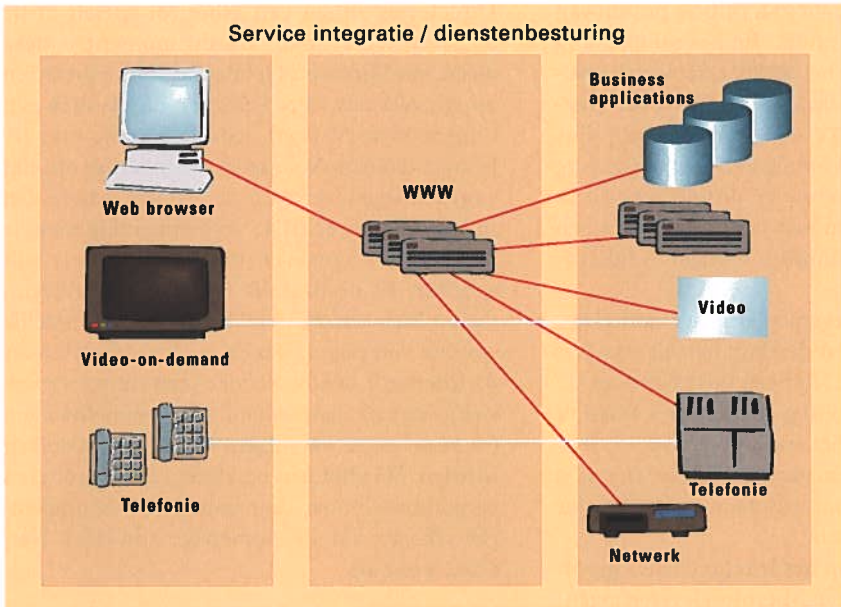 Service integratie / dienstenbesturing
Web browser
Video-on-demand
Telefonie
WWW
Business
applications
Video
Telefonie
Netwerk